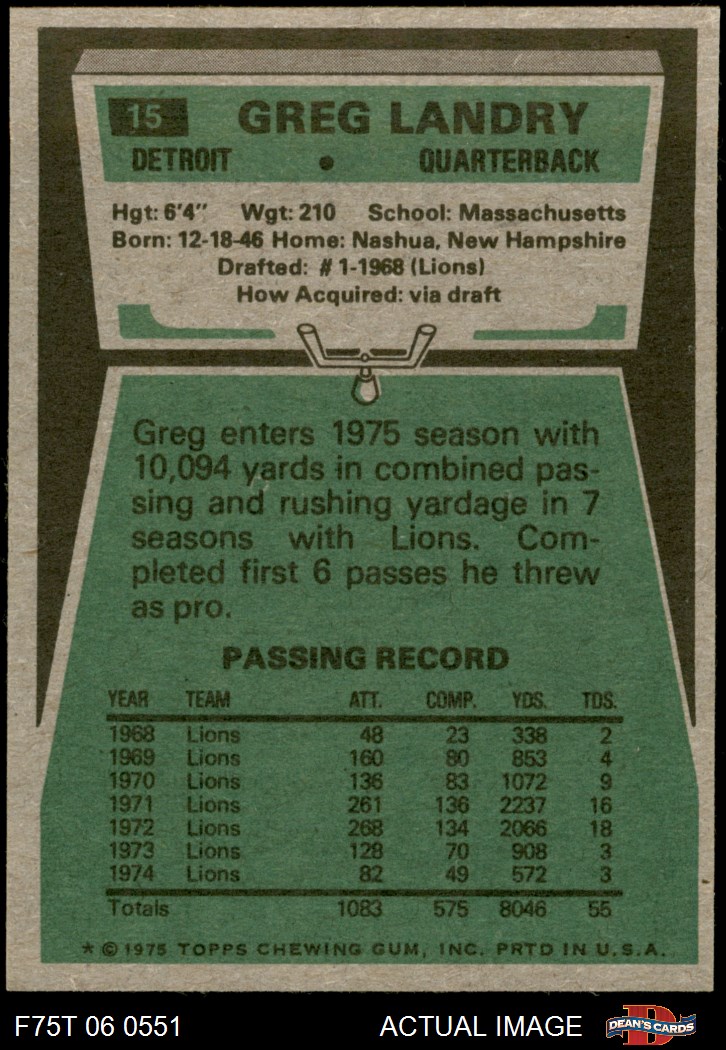 15 GREG LANDRY
DETROIT • QUARTERBACK
Hgt: 6'4" Wgt: 210 School: Massachusetts
Born: 12-18-46 Home: Nashua, New Hampshire
Drafted: # 1-1968 (Lions)
How Acquired: via draft
Greg enters 1975 season with
10,094 yards in combined pas-
sing and rushing yardage in 7
seasons with Lions. Com-
pleted first 6 passes he threw
as pro.
PASSING RECORD
YEAR TEAM ATT. COMP. YDS. TDS.
1968 Lions 48 23 338 2
1969 Lions 160 80 853 4
1970 Lions 136 83 1072 9
1971 Lions 261 136 2237 16
1972 Lions 268 134 2066 18
1973 Lions 128 70 908 3
1974 Lions 82 49 572 3
Totals 1083 575 8046 55
* © 1975 TOPPS CHEWING GUM, INC. PRTD IN U.S.A.
F75T 06 0551 ACTUAL IMAGE D DEAN'S CARDS